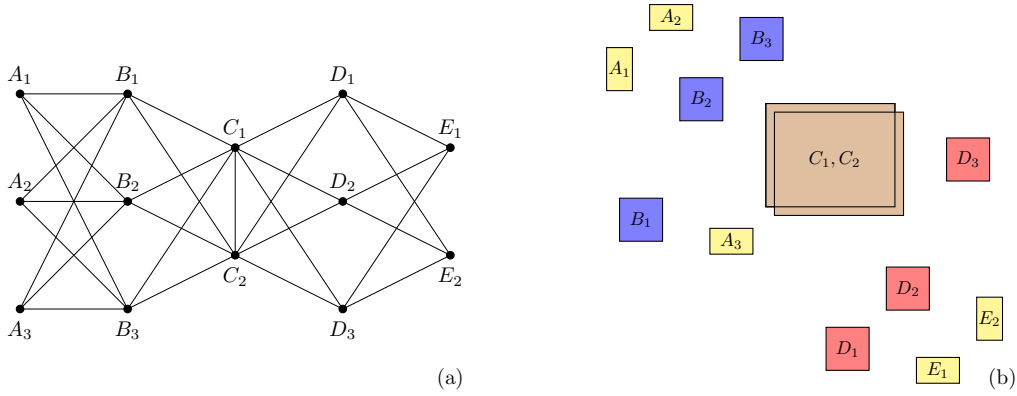 A₁
B₁
D₁
C₁
E₁
A₂
B₂
D₂
C₂
E₂
A₃
B₃
D₃
(a)
A₂
B₃
A₁
B₂
C₁, C₂
D₃
B₁
A₃
D₂
E₂
D₁
E₁
(b)